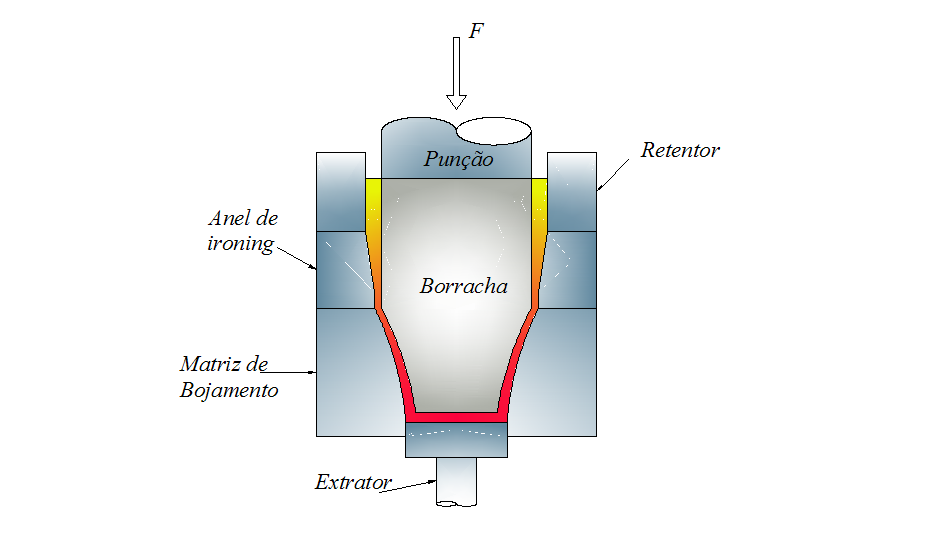 F
Punção
Retentor
Anel de
ironing
Borracha
Matriz de
Bojamento
Extrator